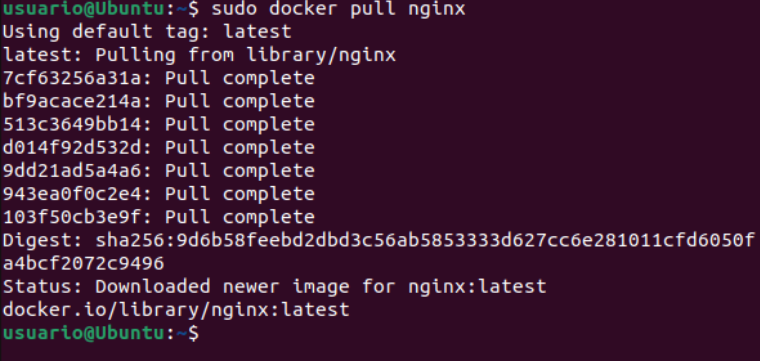 usuario@Ubuntu:~$ sudo docker pull nginx
Using default tag: latest
latest: Pulling from library/nginx
7cf63256a31a: Pull complete
bf9acace214a: Pull complete
513c3649bb14: Pull complete
d014f92d532d: Pull complete
9dd21ad5a4a6: Pull complete
943ea0f0c2e4: Pull complete
103f50cb3e9f: Pull complete
Digest: sha256:9d6b58feebd2dbd3c56ab5853333d627cc6e281011cfd6050f
a4bcf2072c9496
Status: Downloaded newer image for nginx:latest
docker.io/library/nginx:latest
usuario@Ubuntu:~$